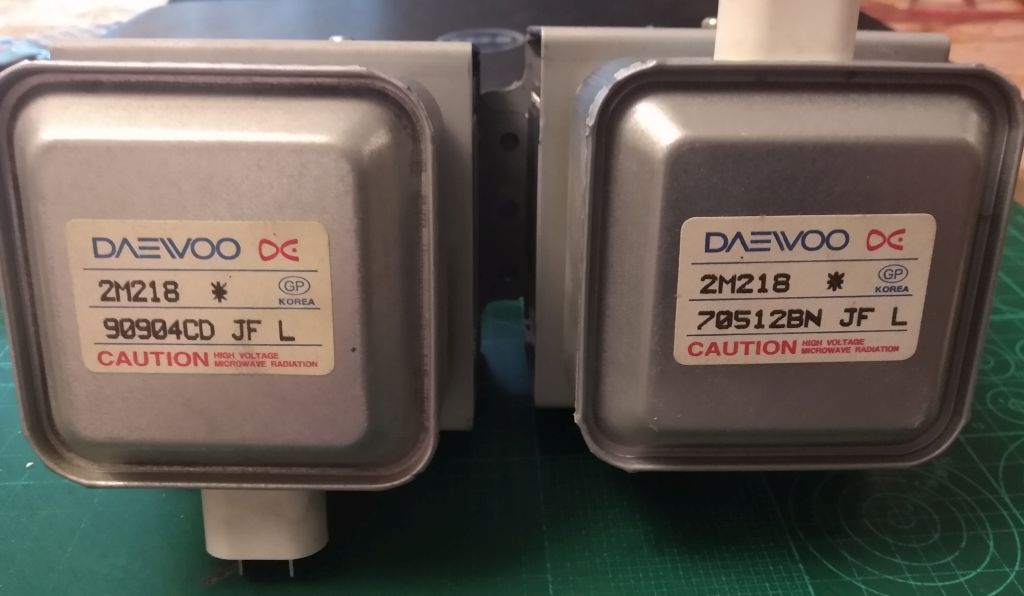 DAEWOO
2M218 *
GP
KOREA
90904CD JF L
CAUTION HIGH VOLTAGE
MICROWAVE RADIATION
DAEWOO
2M218 *
GP
KOREA
70512BN JF L
CAUTION HIGH VOLTAGE
MICROWAVE RADIATION